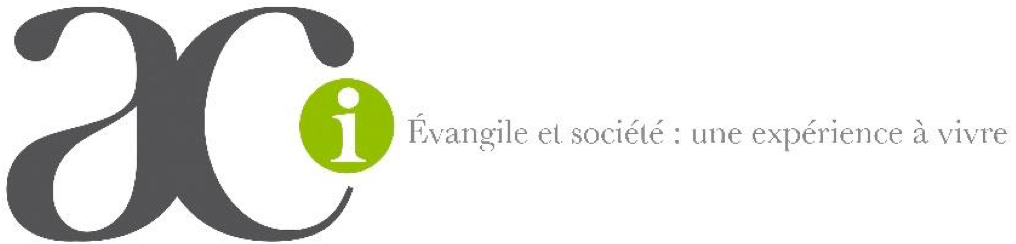 aci
Évangile et société : une expérience à vivre